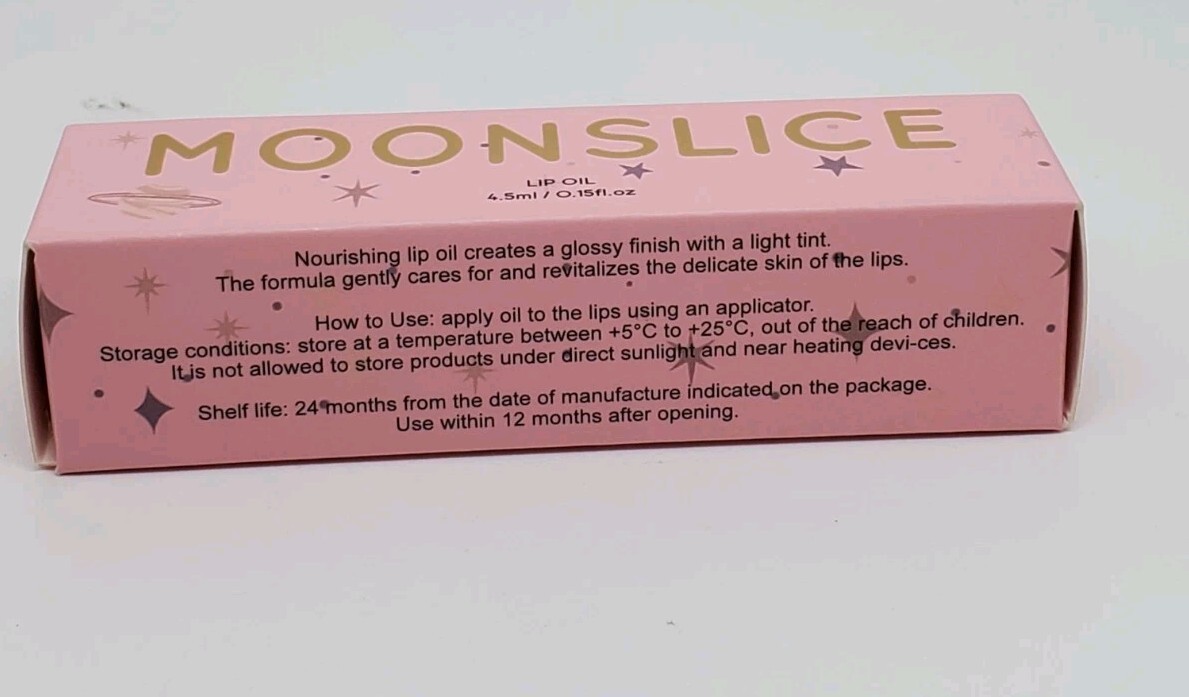 MOONSLICE
LIP OIL
4.5ml / 0.15fl.oz
Nourishing lip oil creates a glossy finish with a light tint.
The formula gently cares for and revitalizes the delicate skin of the lips.
How to Use: apply oil to the lips using an applicator.
Storage conditions: store at a temperature between +5°C to +25°C, out of the reach of children.
It is not allowed to store products under direct sunlight and near heating devi-ces.
Shelf life: 24 months from the date of manufacture indicated on the package.
Use within 12 months after opening.